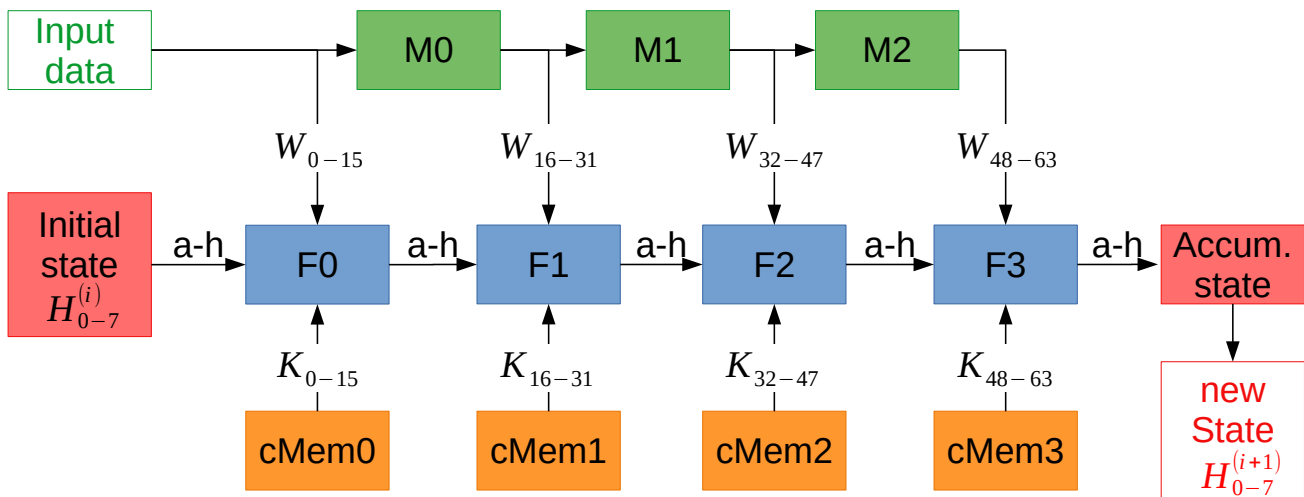 Input
data
M0
M1
M2
W0−15
W16−31
W32−47
W48−63
Initial
state
H0−7(i)
a-h
F0
a-h
F1
a-h
F2
a-h
F3
a-h
Accum.
state
K0−15
K16−31
K32−47
K48−63
cMem0
cMem1
cMem2
cMem3
new
State
H0−7(i+1)